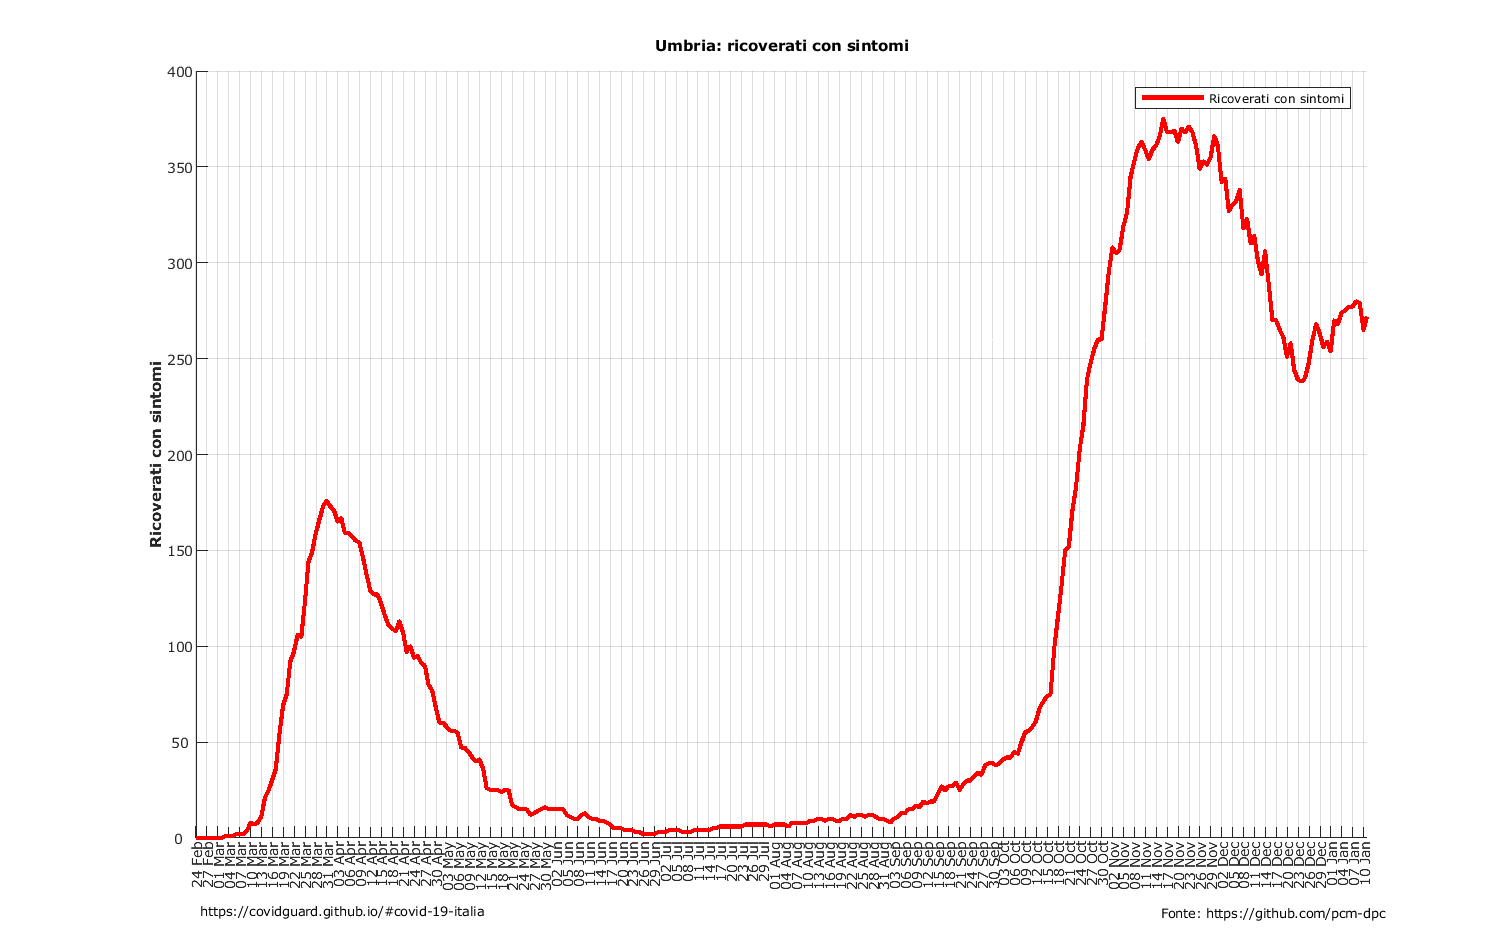 Umbria: ricoverati con sintomi
Ricoverati con sintomi
400
350
300
250
200
150
100
50
0
Ricoverati con sintomi
24 Feb
27 Feb
01 Mar
04 Mar
07 Mar
10 Mar
13 Mar
16 Mar
19 Mar
22 Mar
25 Mar
28 Mar
31 Mar
03 Apr
06 Apr
09 Apr
12 Apr
15 Apr
18 Apr
21 Apr
24 Apr
27 Apr
30 Apr
03 May
06 May
09 May
12 May
15 May
18 May
21 May
24 May
27 May
30 May
02 Jun
05 Jun
08 Jun
11 Jun
14 Jun
17 Jun
20 Jun
23 Jun
26 Jun
29 Jun
02 Jul
05 Jul
08 Jul
11 Jul
14 Jul
17 Jul
20 Jul
23 Jul
26 Jul
29 Jul
01 Aug
04 Aug
07 Aug
10 Aug
13 Aug
16 Aug
19 Aug
22 Aug
25 Aug
28 Aug
31 Aug
03 Sep
06 Sep
09 Sep
12 Sep
15 Sep
18 Sep
21 Sep
24 Sep
27 Sep
30 Sep
03 Oct
06 Oct
09 Oct
12 Oct
15 Oct
18 Oct
21 Oct
24 Oct
27 Oct
30 Oct
02 Nov
05 Nov
08 Nov
11 Nov
14 Nov
17 Nov
20 Nov
23 Nov
26 Nov
29 Nov
02 Dec
05 Dec
08 Dec
11 Dec
14 Dec
17 Dec
20 Dec
23 Dec
26 Dec
29 Dec
01 Jan
04 Jan
07 Jan
10 Jan
https://covidguard.github.io/#covid-19-italia
Fonte: https://github.com/pcm-dpc